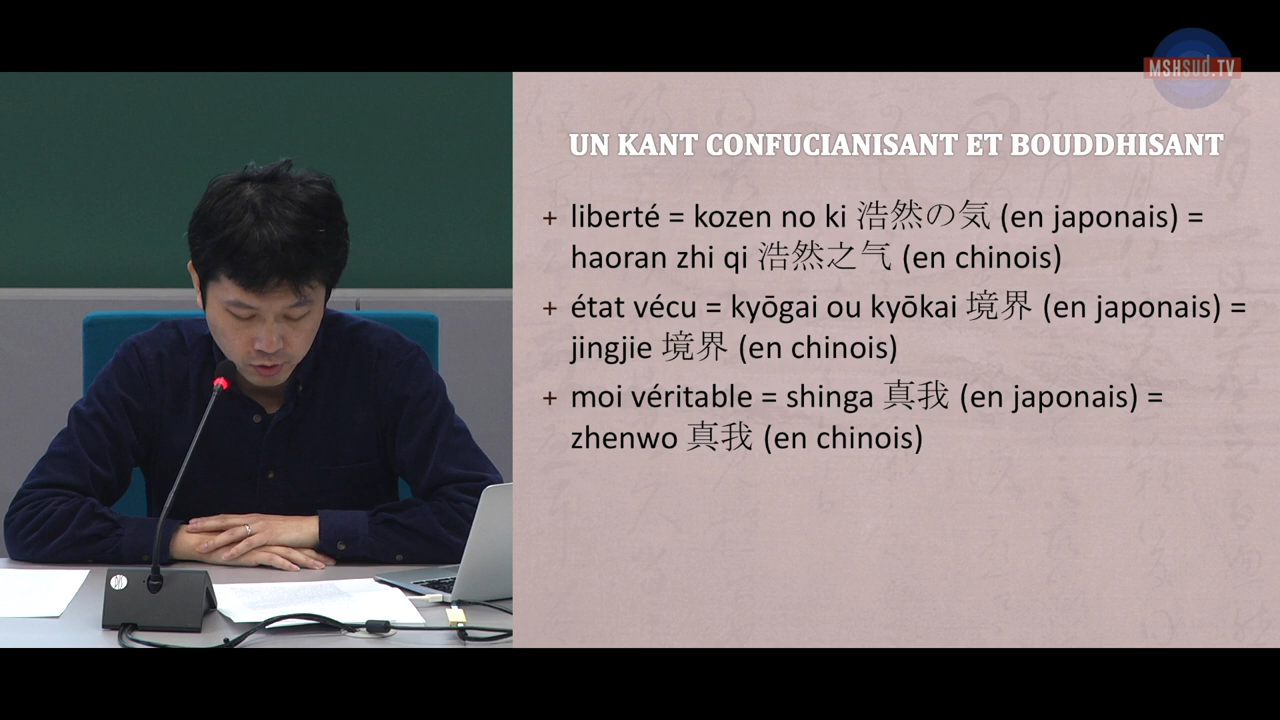 MSHsud.TV
UN KANT CONFUCIANISANT ET BOUDDHISANT
+ liberté = kozen no ki 浩然の気 (en japonais) =
haoran zhi qi 浩然之气 (en chinois)
+ état vécu = kyōgai ou kyōkai 境界 (en japonais) =
jingjie 境界 (en chinois)
+ moi véritable = shinga 真我 (en japonais) =
zhenwo 真我 (en chinois)